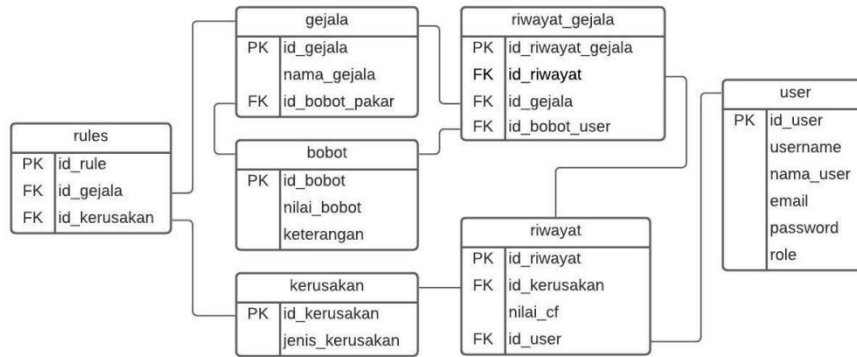 rules
PK id_rule
FK id_gejala
FK id_kerusakan
gejala
PK id_gejala
nama_gejala
FK id_bobot_pakar
bobot
PK id_bobot
nilai_bobot
keterangan
kerusakan
PK id_kerusakan
jenis_kerusakan
riwayat_gejala
PK id_riwayat_gejala
FK id_riwayat
FK id_gejala
FK id_bobot_user
riwayat
PK id_riwayat
FK id_kerusakan
nilai_cf
FK id_user
user
PK id_user
username
nama_user
email
password
role